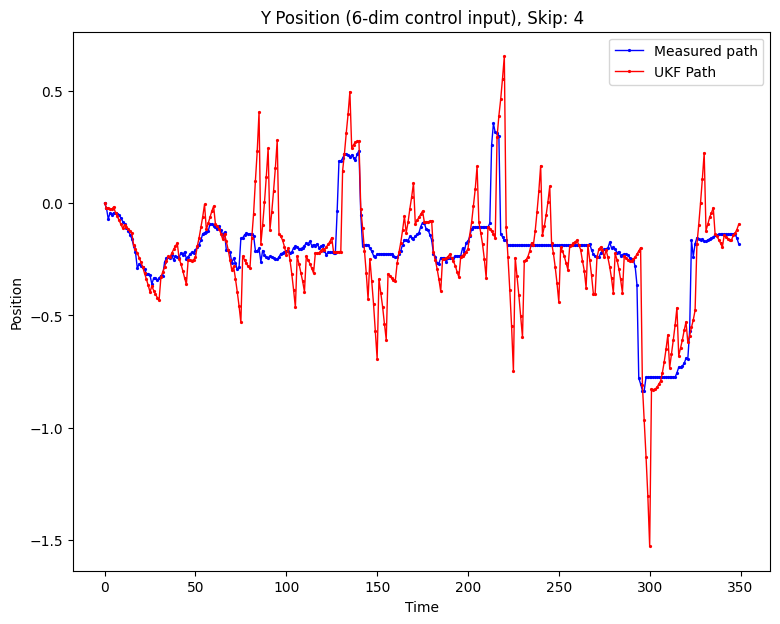 Y Position (6-dim control input), Skip: 4
Measured path
UKF Path
0.5
0.0
−0.5
−1.0
−1.5
Position
0 50 100 150 200 250 300 350
Time